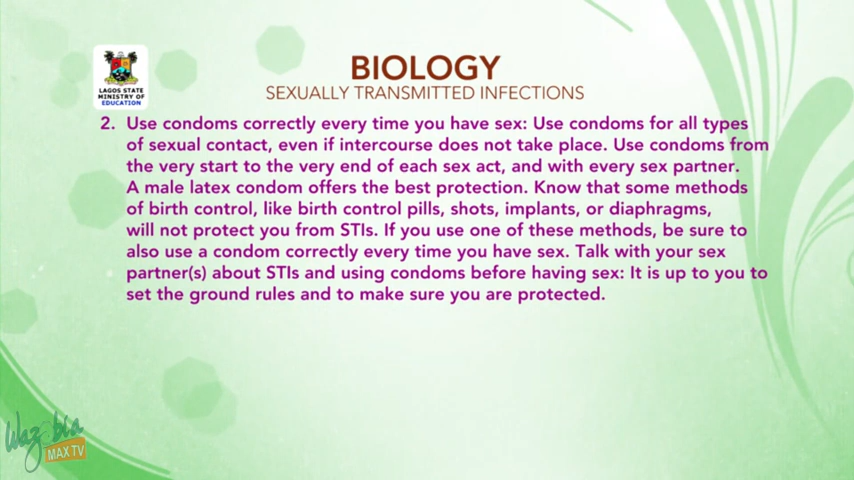 LAGOS STATE
MINISTRY OF
EDUCATION
BIOLOGY
SEXUALLY TRANSMITTED INFECTIONS
2. Use condoms correctly every time you have sex: Use condoms for all types
of sexual contact, even if intercourse does not take place. Use condoms from
the very start to the very end of each sex act, and with every sex partner.
A male latex condom offers the best protection. Know that some methods
of birth control, like birth control pills, shots, implants, or diaphragms,
will not protect you from STIs. If you use one of these methods, be sure to
also use a condom correctly every time you have sex. Talk with your sex
partner(s) about STIs and using condoms before having sex: It is up to you to
set the ground rules and to make sure you are protected.
Wazobia
MAX TV